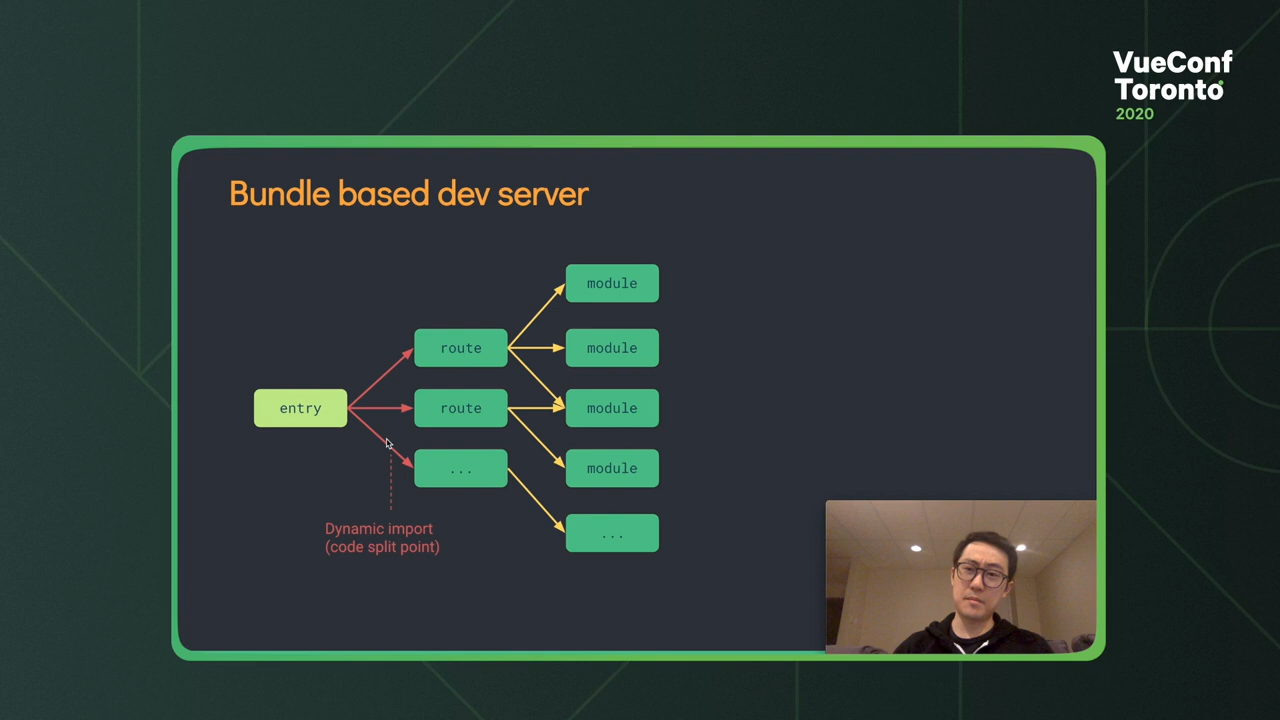 VueConf
Toronto
2020
Bundle based dev server
module
route
module
entry
route
module
...
module
Dynamic import
(code split point)
...